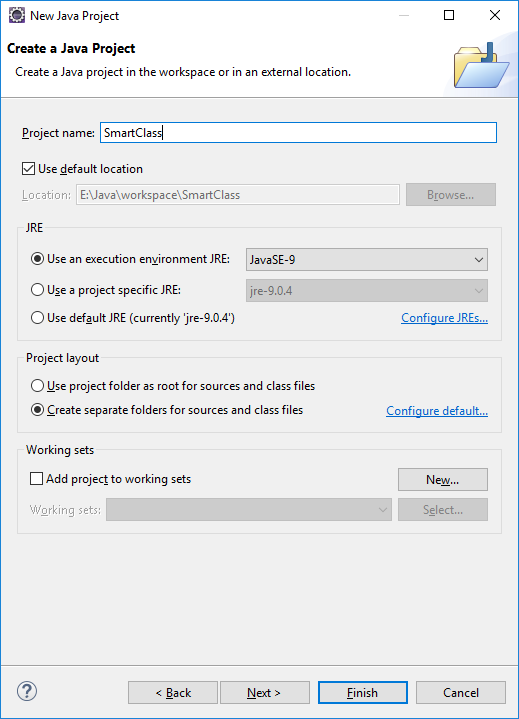 New Java Project
Create a Java Project
Create a Java project in the workspace or in an external location.
Project name: SmartClass
Use default location
Location: E:\Java\workspace\SmartClass Browse...
JRE
Use an execution environment JRE: JavaSE-9
Use a project specific JRE: jre-9.0.4
Use default JRE (currently 'jre-9.0.4') Configure JREs...
Project layout
Use project folder as root for sources and class files
Create separate folders for sources and class files Configure default...
Working sets
Add project to working sets New...
Working sets: Select...
? < Back Next > Finish Cancel